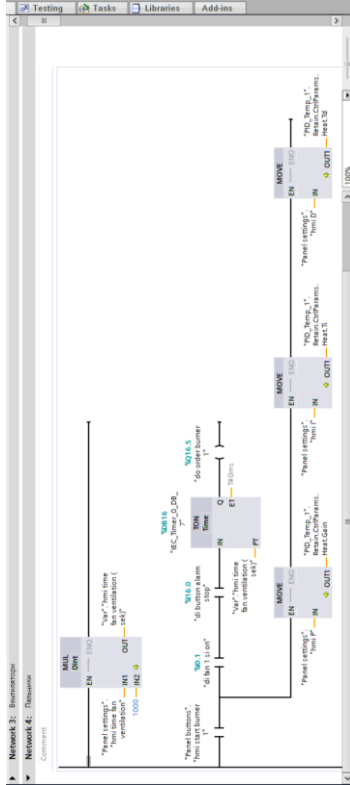 Testing
Tasks
Libraries
Add-ins
Network 3: Вентилятори
Network 4: Пальники
Comment
MUL
DInt
EN
ENO
"Panel settings".
"hmi time fan
ventilation"
IN1
1000
IN2
OUT
"Var"."hmi time
fan ventilation (
sek)"
"Panel buttons".
"hmi start burner
1"
%I0.1
"di fan 1 si on"
%I16.0
"di button alarm
stop"
%DB16
"IEC_Timer_0_DB_
7"
TON
Time
IN
Q
"Var"."hmi time
fan ventilation (
sek)"
PT
ET
T#0ms
%Q16.5
"do order burner
1"
MOVE
EN
ENO
"Panel settings".
"hmi P"
IN
OUT1
"PID_Temp_1".
Retain.CtrlParams.
Heat.Gain
MOVE
EN
ENO
"Panel settings".
"hmi I"
IN
OUT1
"PID_Temp_1".
Retain.CtrlParams.
Heat.Ti
MOVE
EN
ENO
"Panel settings".
"hmi D"
IN
OUT1
"PID_Temp_1".
Retain.CtrlParams.
Heat.Td
100%